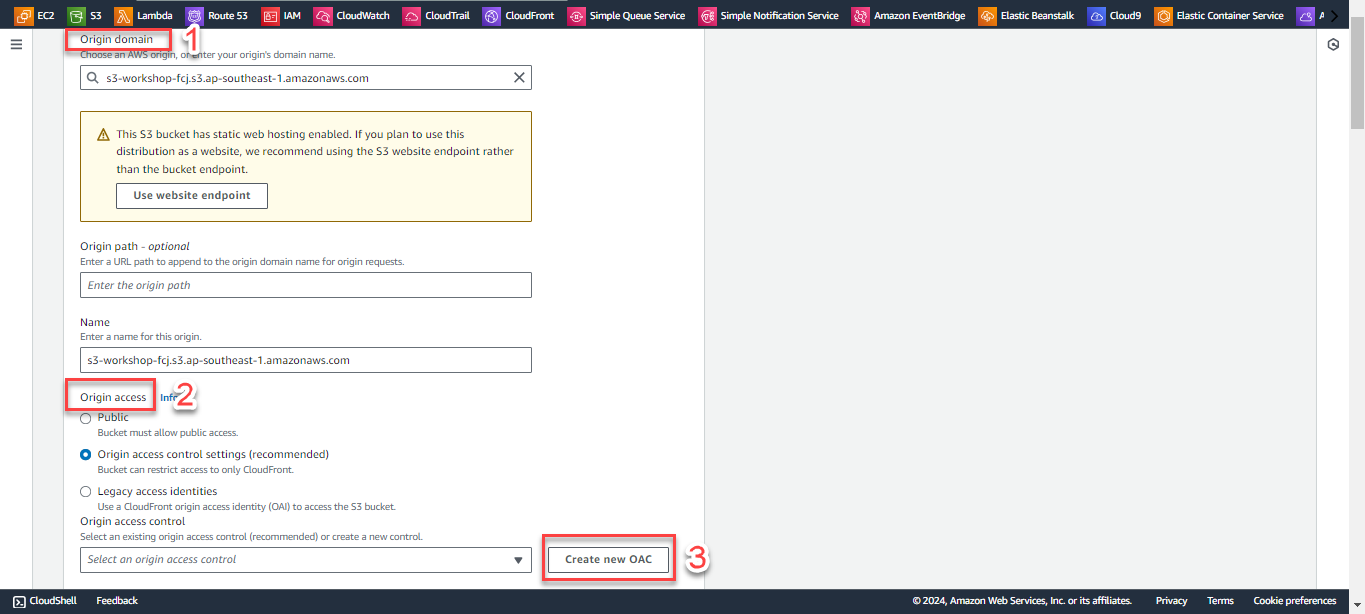 EC2 S3 Lambda Route 53 IAM CloudWatch CloudTrail CloudFront Simple Queue Service Simple Notification Service Amazon EventBridge Elastic Beanstalk Cloud9 Elastic Container Service A
Origin domain 1
Choose an AWS origin, or enter your origin's domain name.
s3-workshop-fcj.s3.ap-southeast-1.amazonaws.com
This S3 bucket has static web hosting enabled. If you plan to use this
distribution as a website, we recommend using the S3 website endpoint rather
than the bucket endpoint.
Use website endpoint
Origin path - optional
Enter a URL path to append to the origin domain name for origin requests.
Enter the origin path
Name
Enter a name for this origin.
s3-workshop-fcj.s3.ap-southeast-1.amazonaws.com
Origin access Info 2
Public
Bucket must allow public access.
Origin access control settings (recommended)
Bucket can restrict access to only CloudFront.
Legacy access identities
Use a CloudFront origin access identity (OAI) to access the S3 bucket.
Origin access control
Select an existing origin access control (recommended) or create a new control.
Select an origin access control Create new OAC 3
CloudShell Feedback © 2024, Amazon Web Services, Inc. or its affiliates. Privacy Terms Cookie preferences